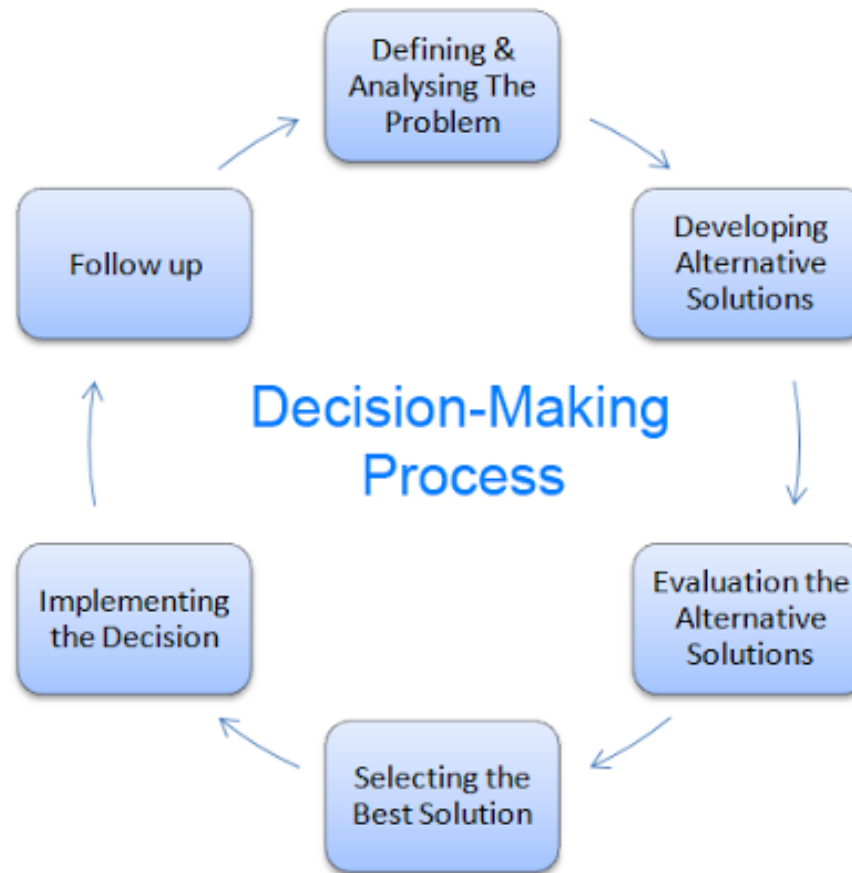 Defining &
Analysing The
Problem
Developing
Alternative
Solutions
Evaluation the
Alternative
Solutions
Selecting the
Best Solution
Implementing
the Decision
Follow up
Decision-Making
Process